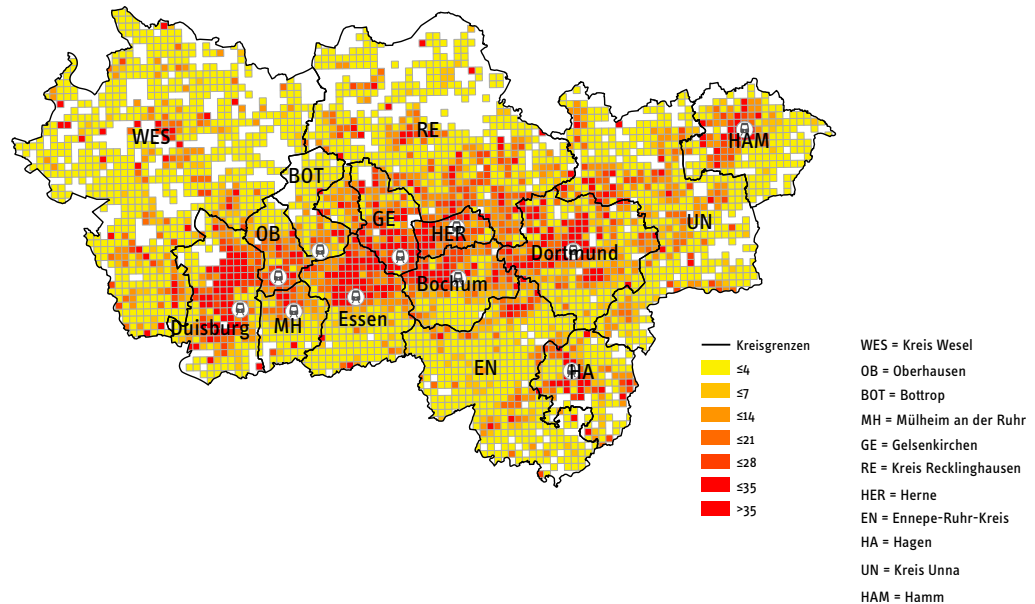 WES
RE
HAM
BOT
GE
UN
OB
HER
Dortmund
Bochum
Duisburg
MH
Essen
EN
HA
Kreisgrenzen
≤4
≤7
≤14
≤21
≤28
≤35
>35
WES = Kreis Wesel
OB = Oberhausen
BOT = Bottrop
MH = Mülheim an der Ruhr
GE = Gelsenkirchen
RE = Kreis Recklinghausen
HER = Herne
EN = Ennepe-Ruhr-Kreis
HA = Hagen
UN = Kreis Unna
HAM = Hamm